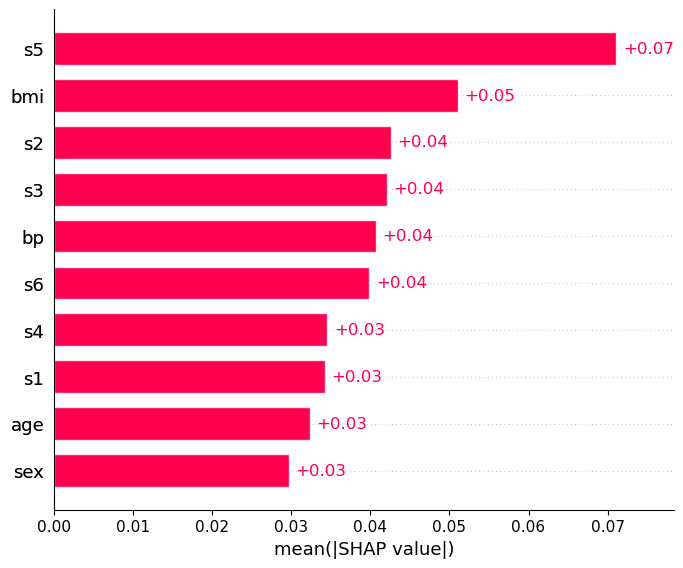 s5 +0.07
bmi +0.05
s2 +0.04
s3 +0.04
bp +0.04
s6 +0.04
s4 +0.03
s1 +0.03
age +0.03
sex +0.03
0.00 0.01 0.02 0.03 0.04 0.05 0.06 0.07
mean(|SHAP value|)